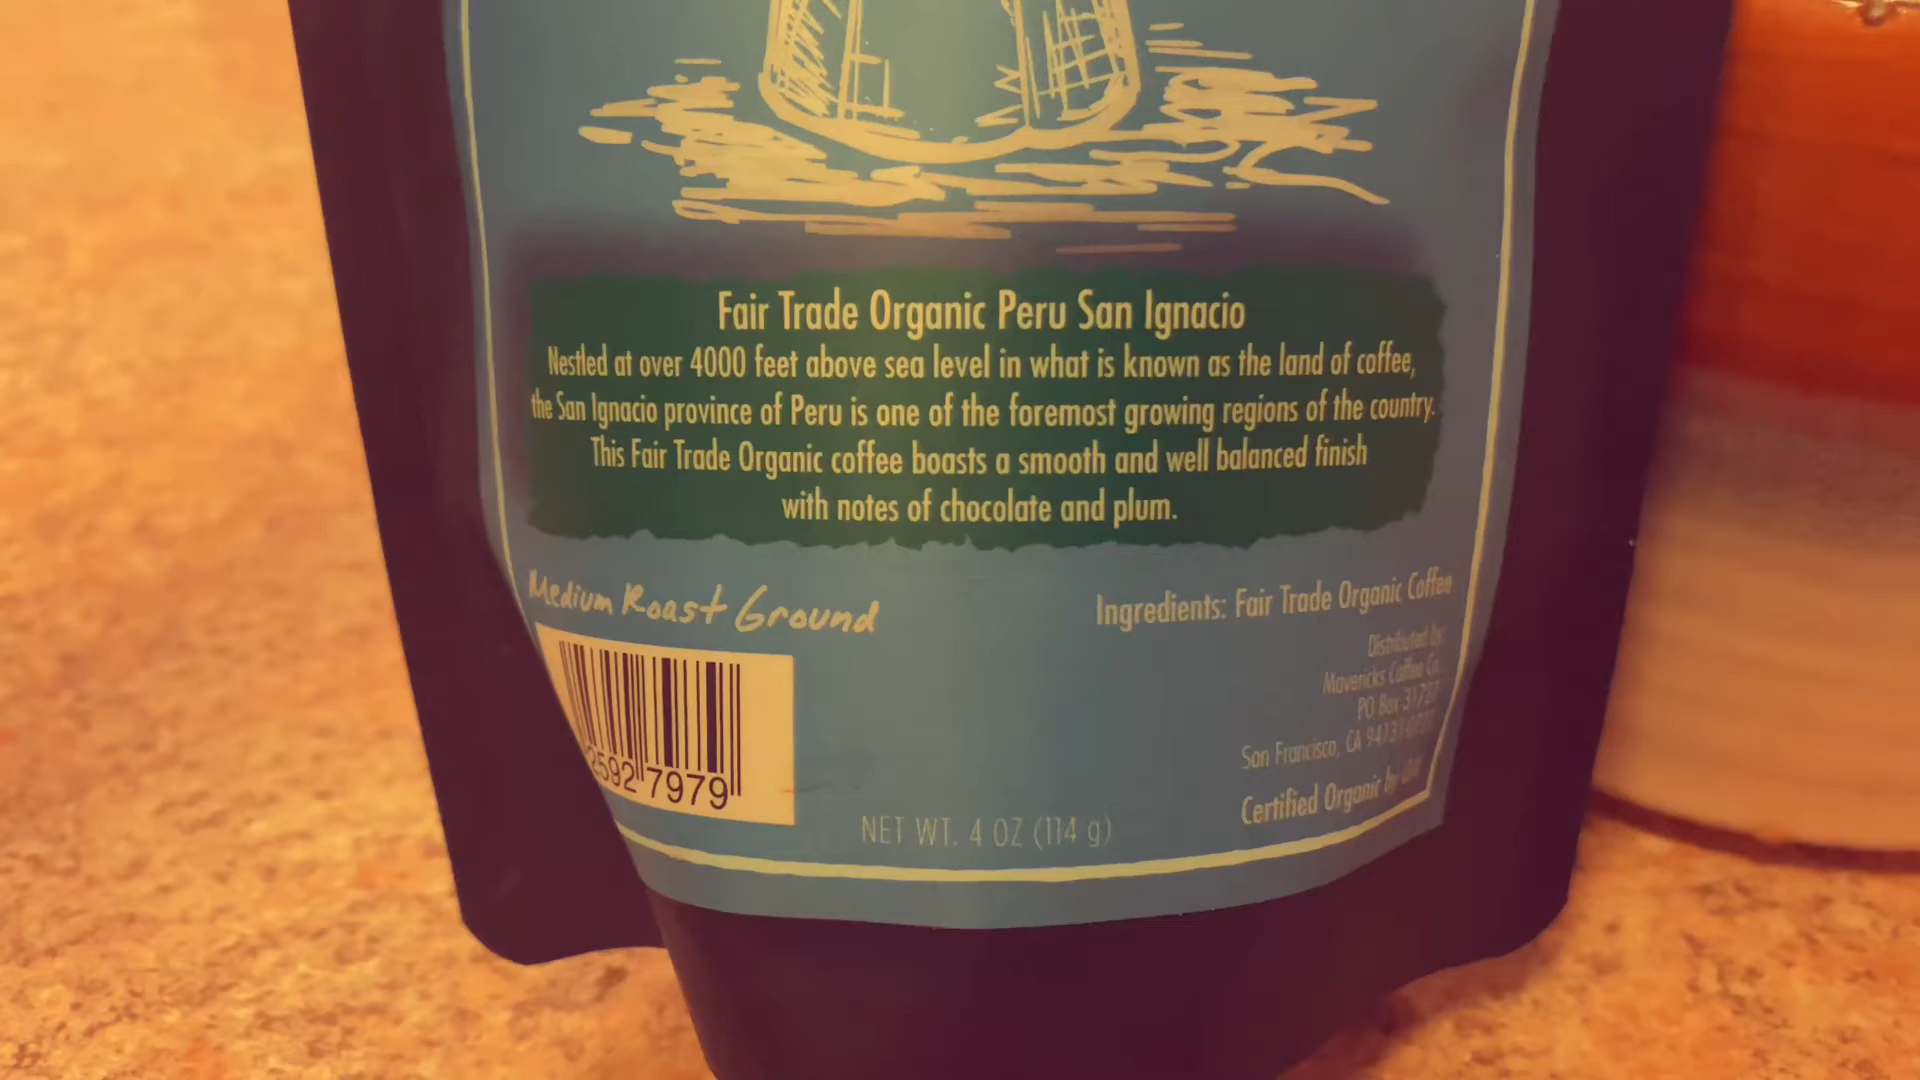 Fair Trade Organic Peru San Ignacio
Nestled at over 4000 feet above sea level in what is known as the land of coffee,
the San Ignacio province of Peru is one of the foremost growing regions of the country.
This Fair Trade Organic coffee boasts a smooth and well balanced finish
with notes of chocolate and plum.
Medium Roast Ground
2592 7979
NET WT. 4 OZ (114 g)
Ingredients: Fair Trade Organic Coffee
Distributed by:
Mavericks Coffee Co.
PO Box
San Francisco, CA
Certified Organic by